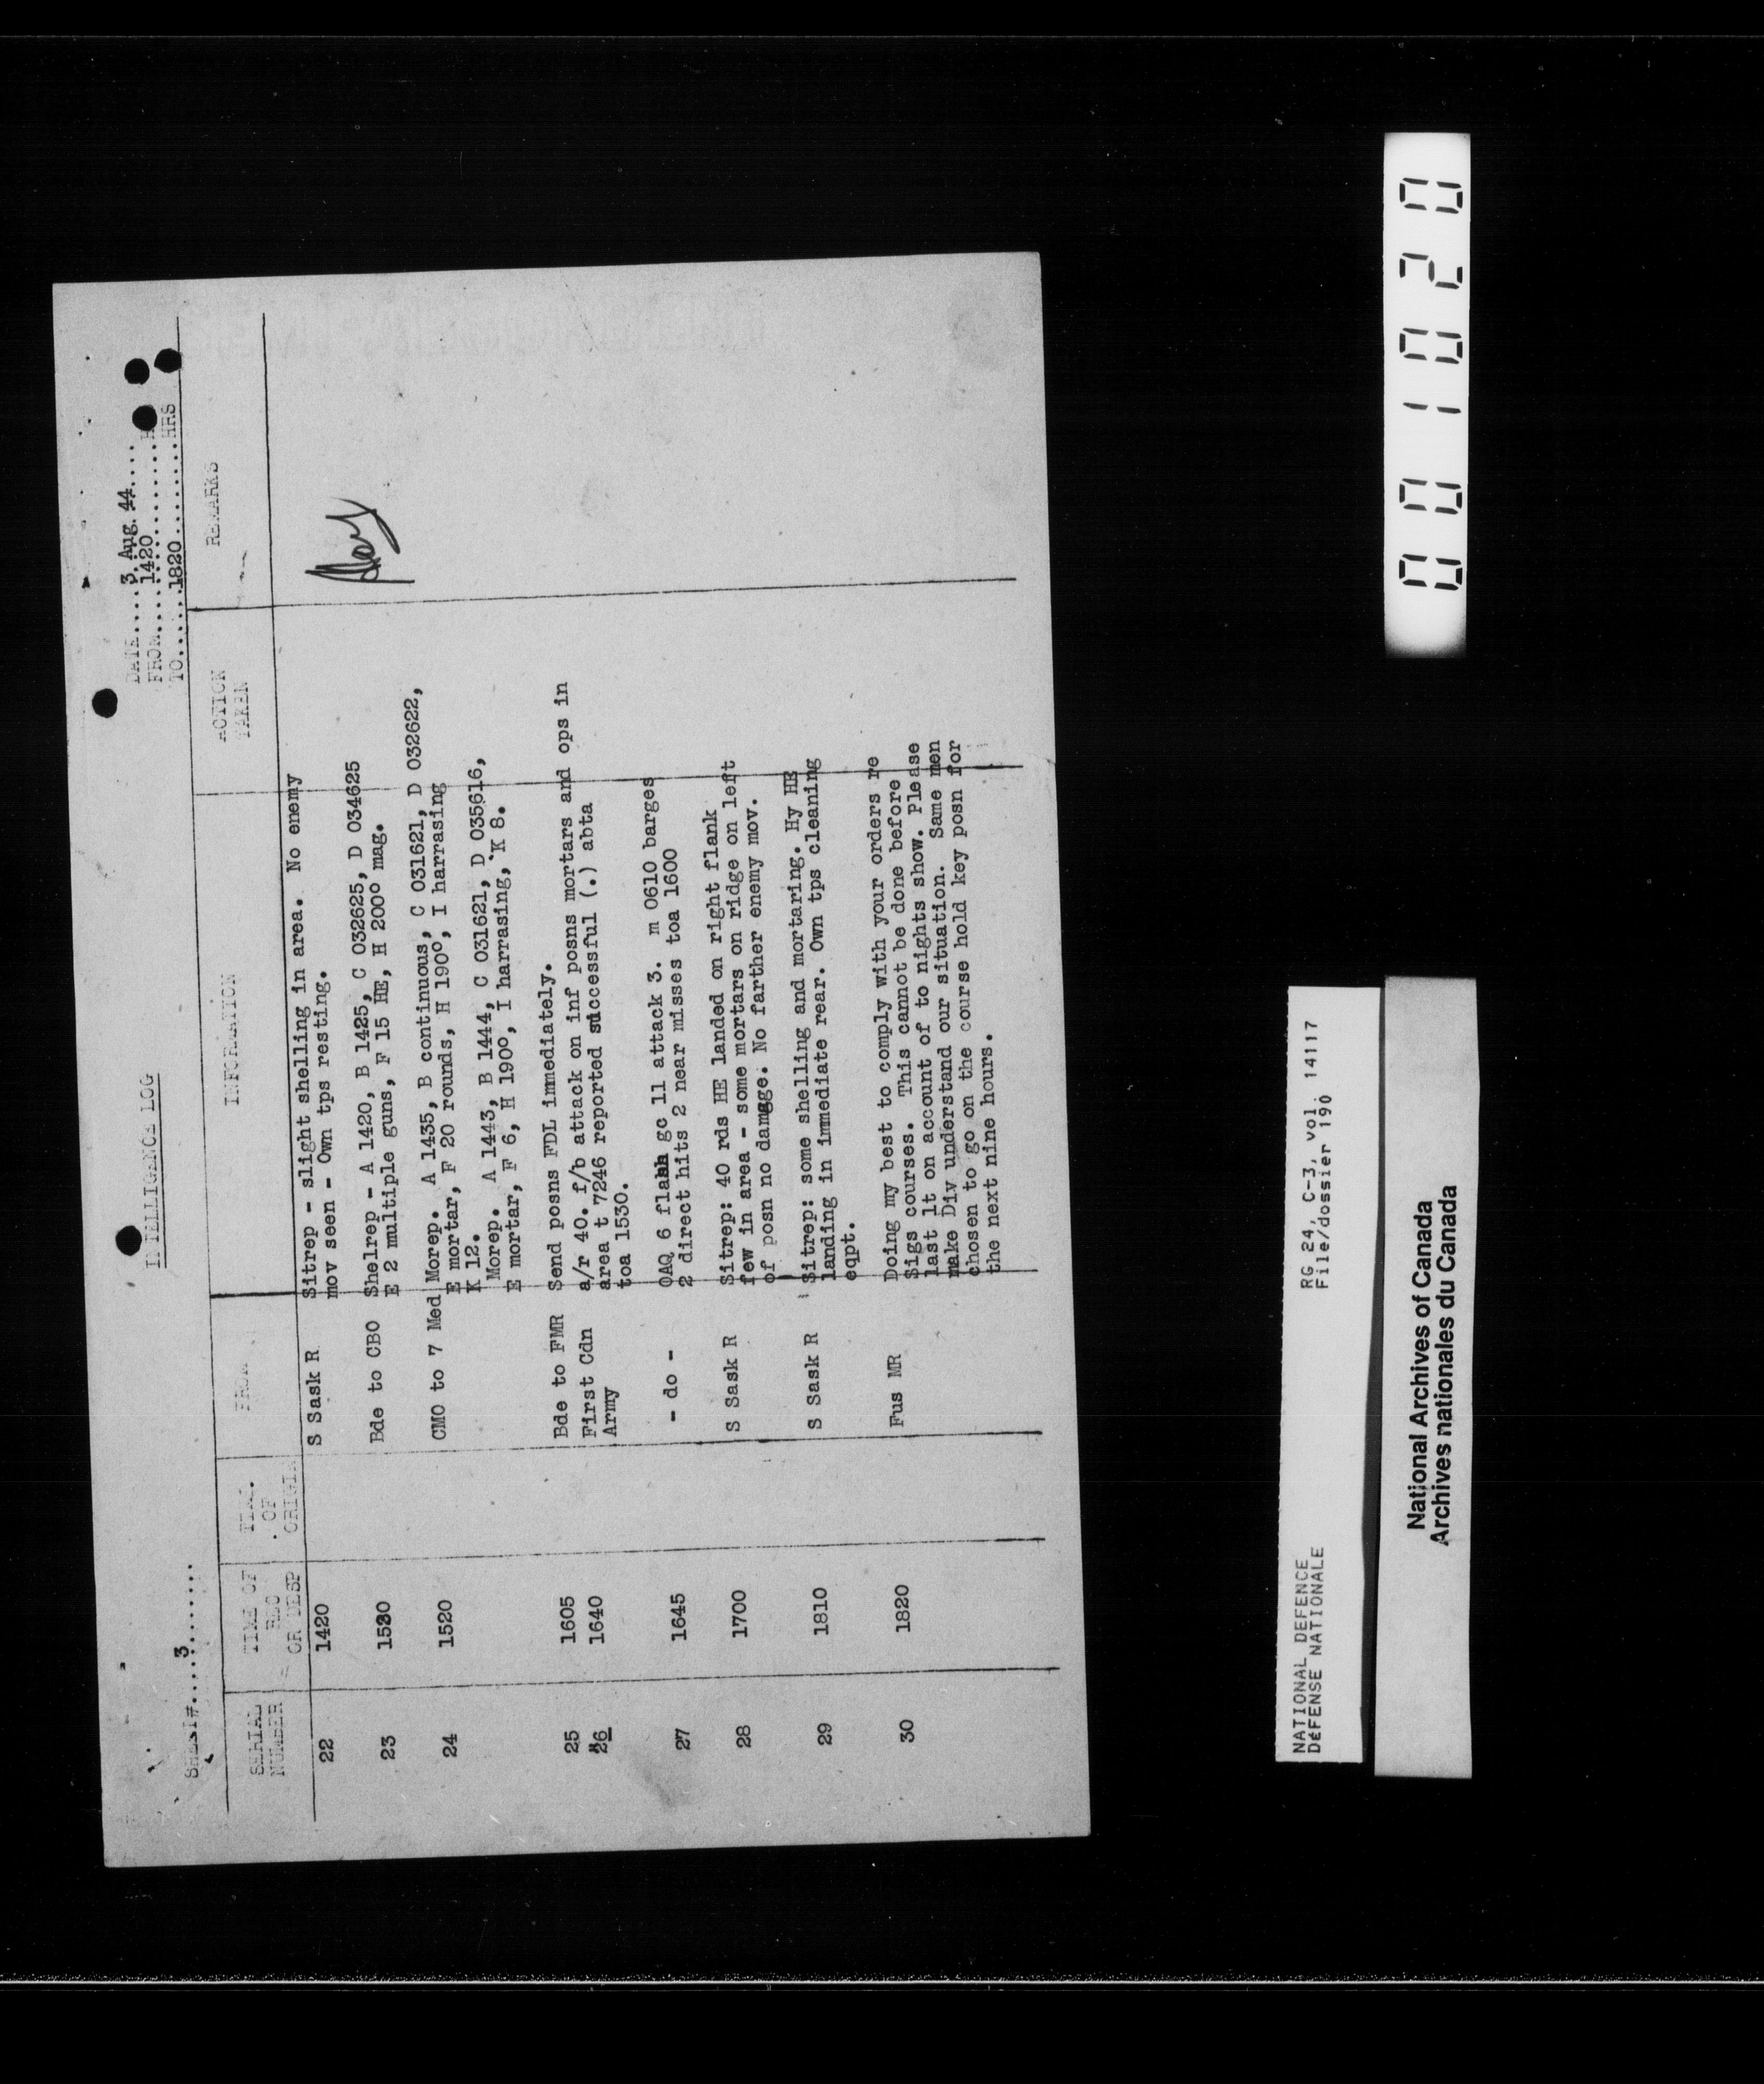 INTELLIGENCE LOG
SHEET#....3.......
DATE....3.Aug.44....
FROM......1420..........H
TO......1820..........HRS
SERIAL NUMBER TIME OF REC OR DESP TIME OF ORIGIN FROM INFORMATION ACTION TAKEN REMARKS
22 1420 S Sask R Sitrep - slight shelling in area. No enemy
mov seen - Own tps resting.
23 1530 Bde to CBO Shelrep - A 1420, B 1425, C 032625, D 034625
E 2 multiple guns, F 15 HE, H 200° mag.
24 1520 CMO to 7 Med Morep. A 1435, B continuous, C 031621, D 032622,
E mortar, F 20 rounds, H 190°, I harrasing
K 12.
Morep. A 1443, B 1444, C 031621, D 035616,
E mortar, F 6, H 190°, I harrasing, K 8.
25 1605 Bde to FMR Send posns FDL immediately.
26 1640 First Cdn a/r 40. f/b attack on inf posns mortars and ops in
Army area t 7246 reported successful (.) abta
toa 1530.
27 1645 - do - OAQ 6 flahh gc 11 attack 3. m 0610 barges
2 direct hits 2 near misses toa 1600
28 1700 S Sask R Sitrep: 40 rds HE landed on right flank
few in area - some mortars on ridge on left
of posn no damgge. No farther enemy mov.
29 1810 S Sask R Sitrep: some shelling and mortaring. Hy HE
landing in immediate rear. Own tps cleaning
eqpt.
30 1820 Fus MR Doing my best to comply with your orders re
Sigs courses. This cannot be done before
last lt on account of to nights show. Please
make Div understand our situation. Same men
chosen to go on the course hold key posn for
the next nine hours.
NATIONAL DEFENCE RG 24, C-3, vol. 14117
DéFENSE NATIONALE File/dossier 190
National Archives of Canada
Archives nationales du Canada
001020